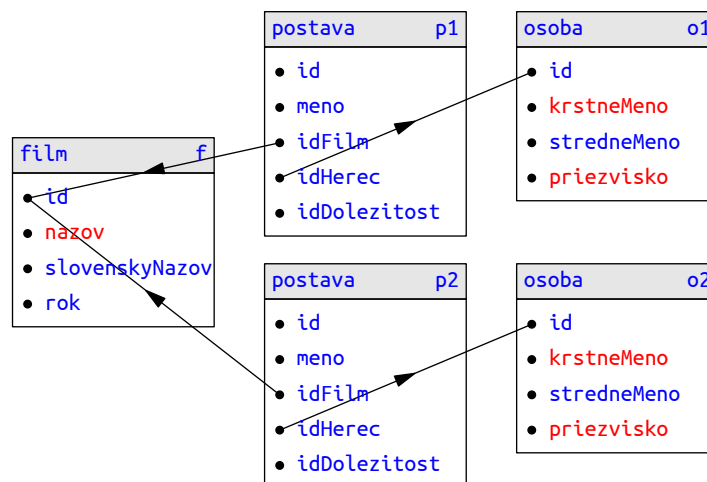 film f
id
nazov
slovenskyNazov
rok
postava p1
id
meno
idFilm
idHerec
idDolezitost
osoba o1
id
krstneMeno
stredneMeno
priezvisko
postava p2
id
meno
idFilm
idHerec
idDolezitost
osoba o2
id
krstneMeno
stredneMeno
priezvisko